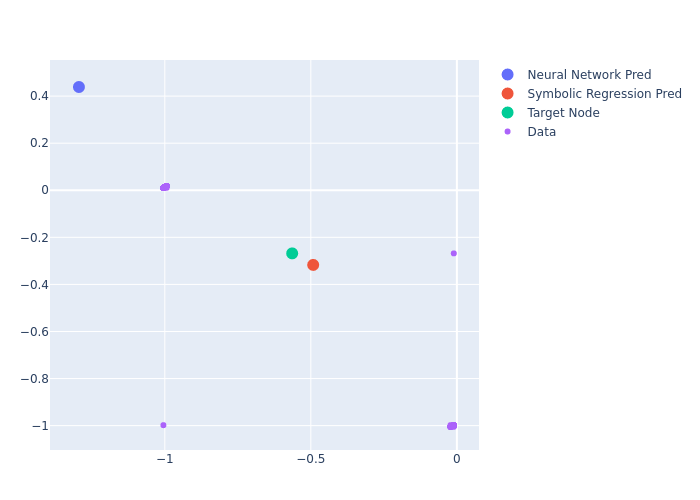 Neural Network Pred
Symbolic Regression Pred
Target Node
Data
0.4
0.2
0
−0.2
−0.4
−0.6
−0.8
−1
−1
−0.5
0